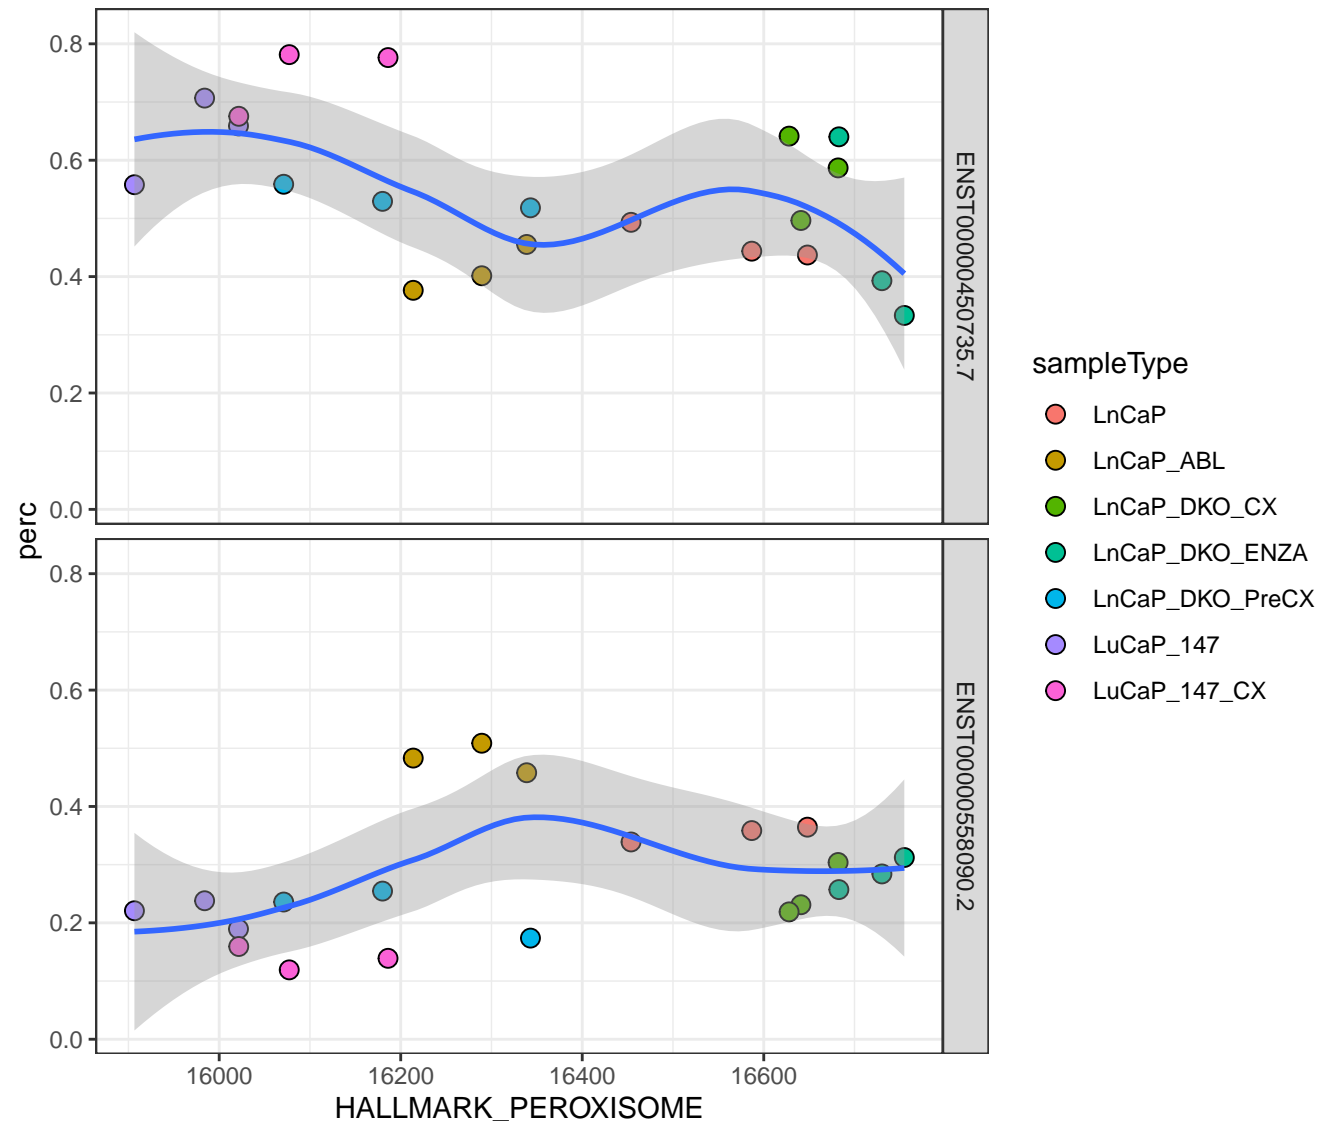 perc
0.8
0.6
0.4
0.2
0.0
ENST00000450735.7
0.8
0.6
0.4
0.2
0.0
ENST00000558090.2
16000 16200 16400 16600
HALLMARK_PEROXISOME
sampleType
LnCaP
LnCaP_ABL
LnCaP_DKO_CX
LnCaP_DKO_ENZA
LnCaP_DKO_PreCX
LuCaP_147
LuCaP_147_CX